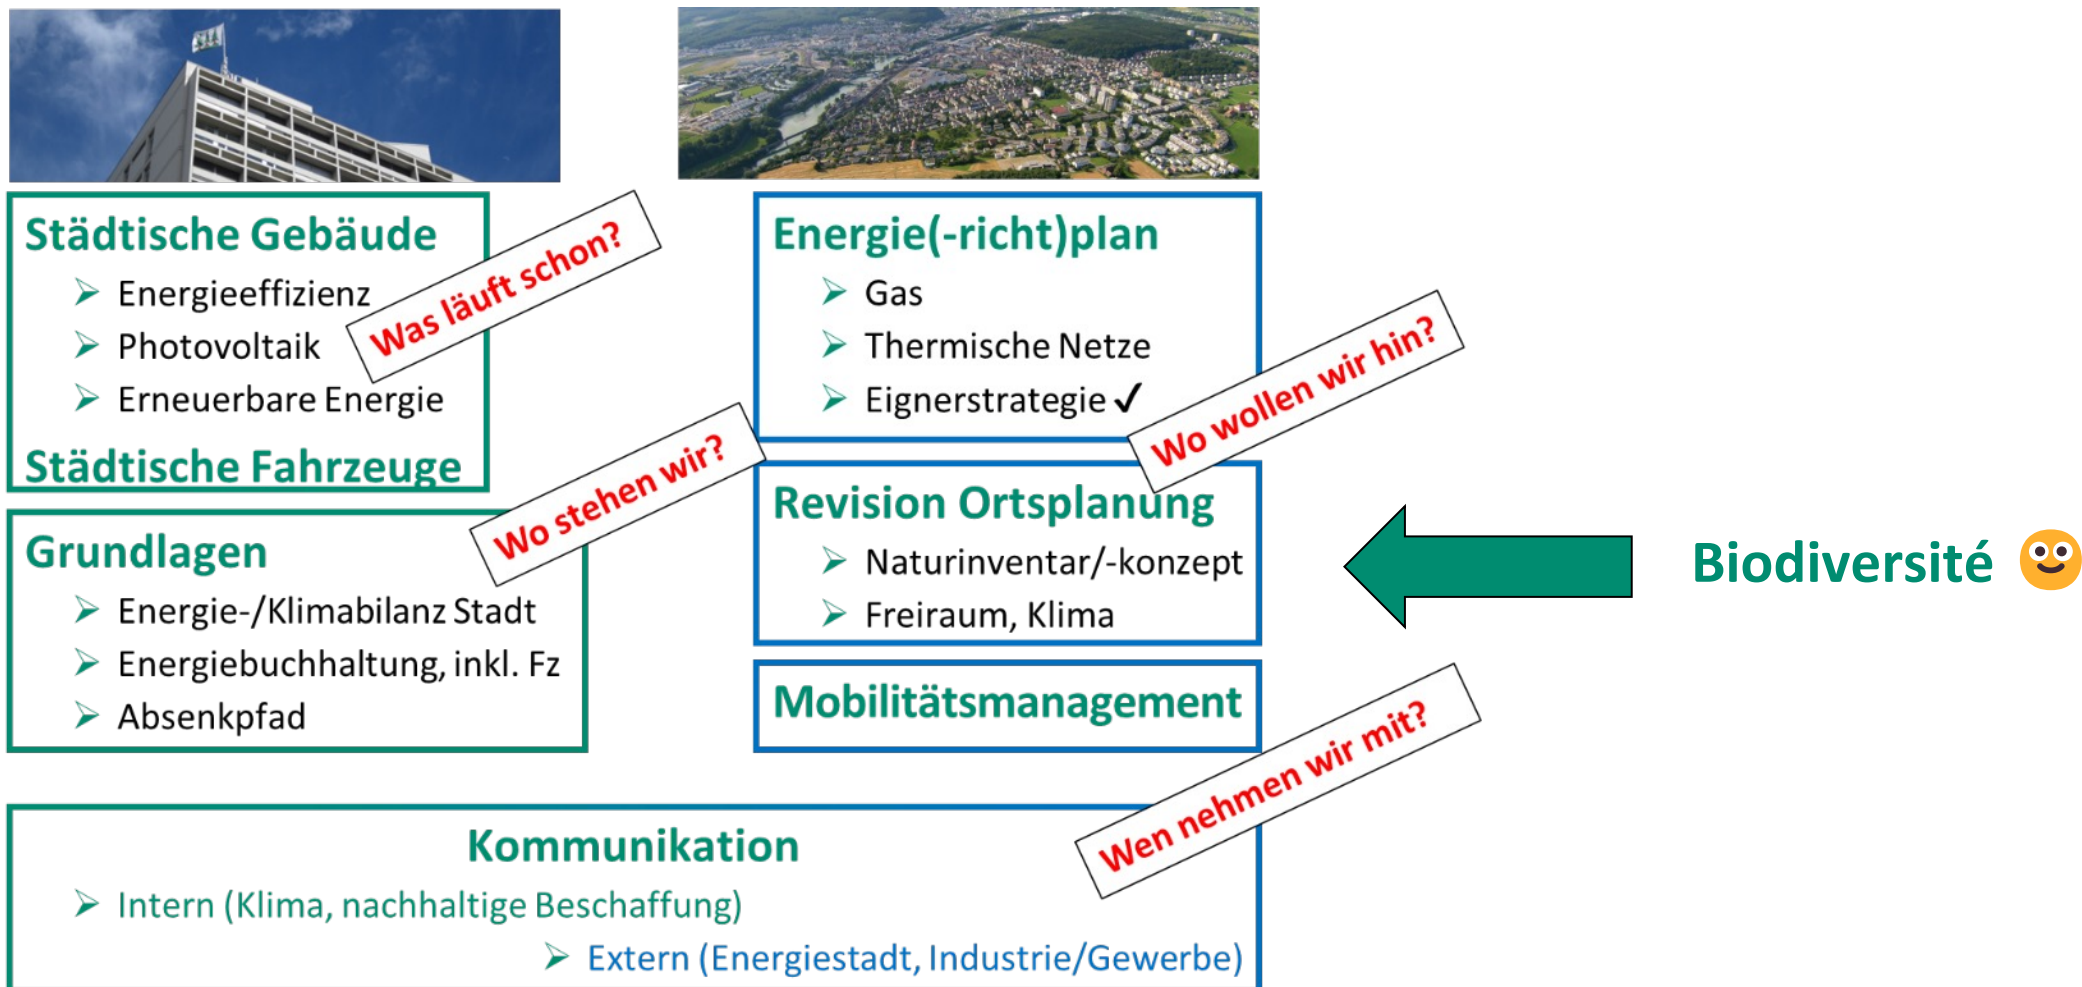 Städtische Gebäude
Energieeffizienz
Photovoltaik
Erneuerbare Energie
Städtische Fahrzeuge
Was läuft schon?
Grundlagen
Energie-/Klimabilanz Stadt
Energiebuchhaltung, inkl. Fz
Absenkpfad
Wo stehen wir?
Energie(-richt)plan
Gas
Thermische Netze
Eignerstrategie ✓
Wo wollen wir hin?
Revision Ortsplanung
Naturinventar/-konzept
Freiraum, Klima
Biodiversité
Mobilitätsmanagement
Wen nehmen wir mit?
Kommunikation
Intern (Klima, nachhaltige Beschaffung)
Extern (Energiestadt, Industrie/Gewerbe)